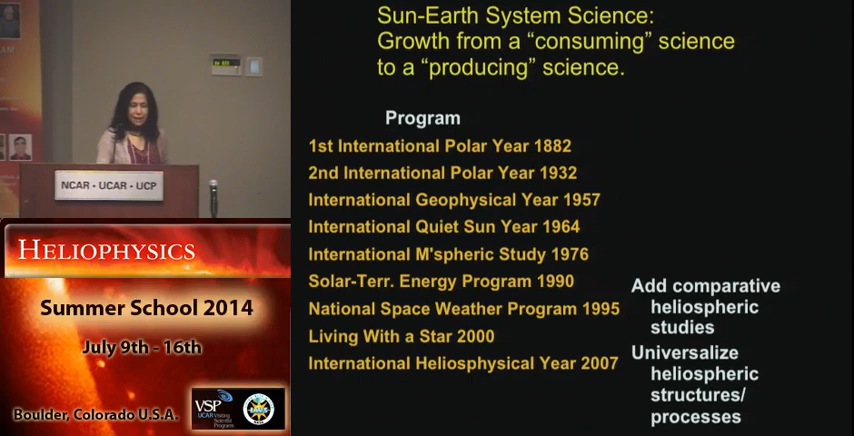 NCAR • UCAR • UCP
HELIOPHYSICS
Summer School 2014
July 9th - 16th
Boulder, Colorado U.S.A.
VSP
UCAR Visiting
Scientist
Programs
Sun-Earth System Science:
Growth from a “consuming” science
to a “producing” science.
Program
1st International Polar Year 1882
2nd International Polar Year 1932
International Geophysical Year 1957
International Quiet Sun Year 1964
International M'spheric Study 1976
Solar-Terr. Energy Program 1990
National Space Weather Program 1995
Living With a Star 2000
International Heliosphysical Year 2007
Add comparative
heliospheric
studies
Universalize
heliospheric
structures/
processes